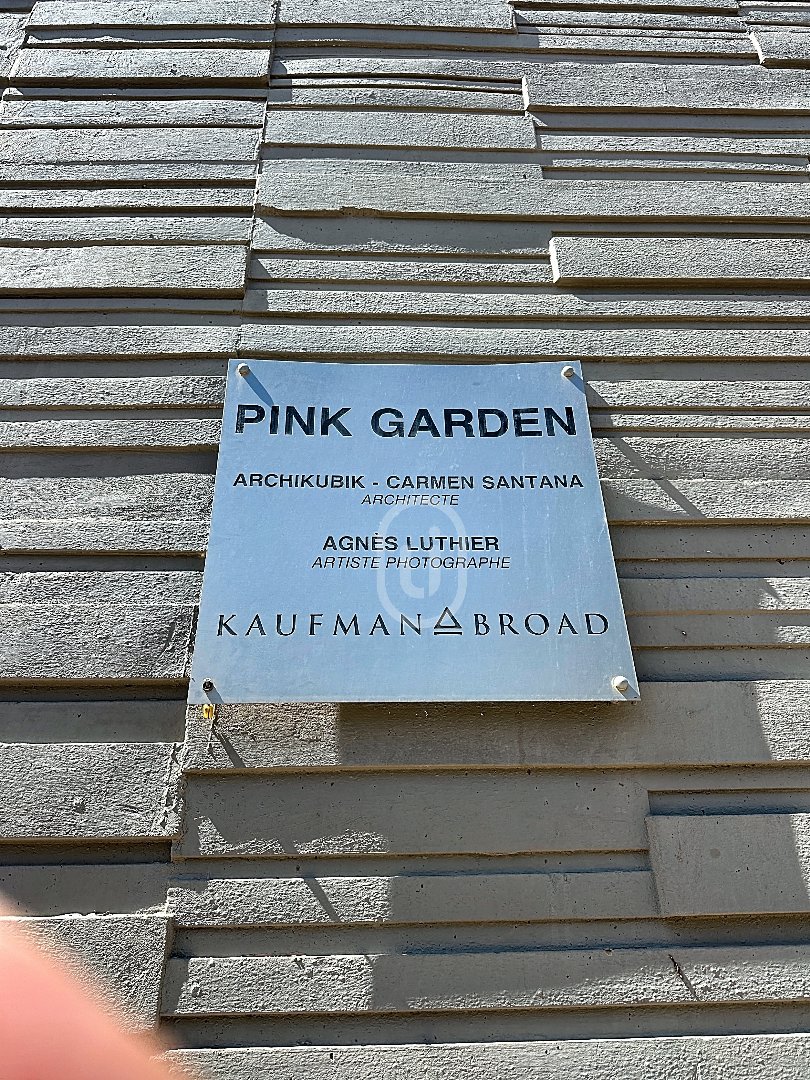 PINK GARDEN
ARCHIKUBIK - CARMEN SANTANA
ARCHITECTE
AGNÈS LUTHIER
ARTISTE PHOTOGRAPHE
KAUFMAN BROAD